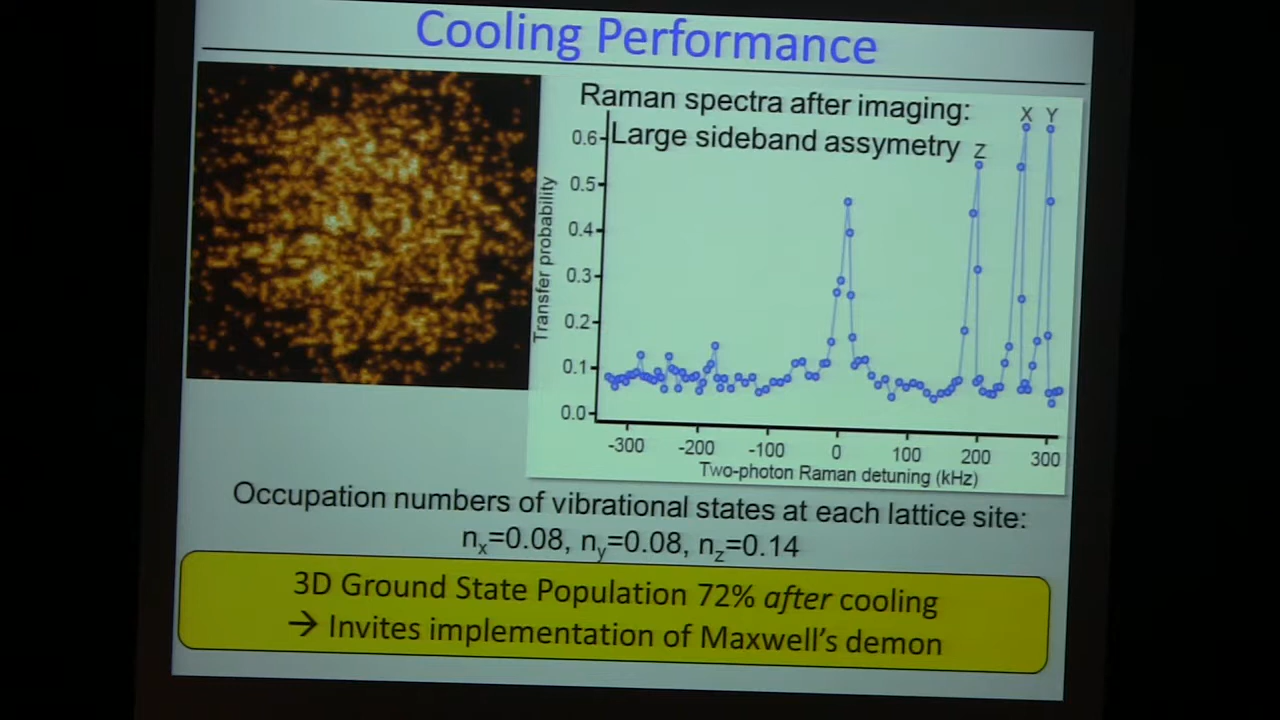 Cooling Performance
Raman spectra after imaging:
Large sideband assymetry
X Y
Z
Transfer probability
0.6
0.5
0.4
0.3
0.2
0.1
0.0
-300 -200 -100 0 100 200 300
Two-photon Raman detuning (kHz)
Occupation numbers of vibrational states at each lattice site:
nx=0.08, ny=0.08, nz=0.14
3D Ground State Population 72% after cooling
→ Invites implementation of Maxwell's demon